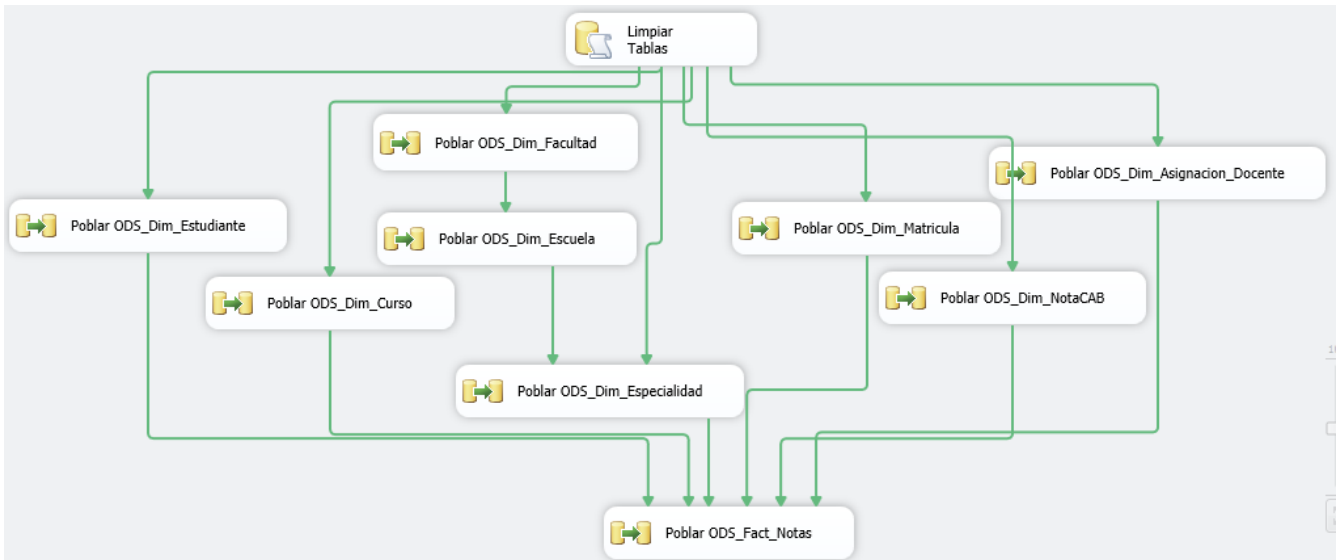 Limpiar
Tablas
Poblar ODS_Dim_Facultad
Poblar ODS_Dim_Asignacion_Docente
Poblar ODS_Dim_Estudiante
Poblar ODS_Dim_Escuela
Poblar ODS_Dim_Matricula
Poblar ODS_Dim_Curso
Poblar ODS_Dim_NotaCAB
Poblar ODS_Dim_Especialidad
Poblar ODS_Fact_Notas